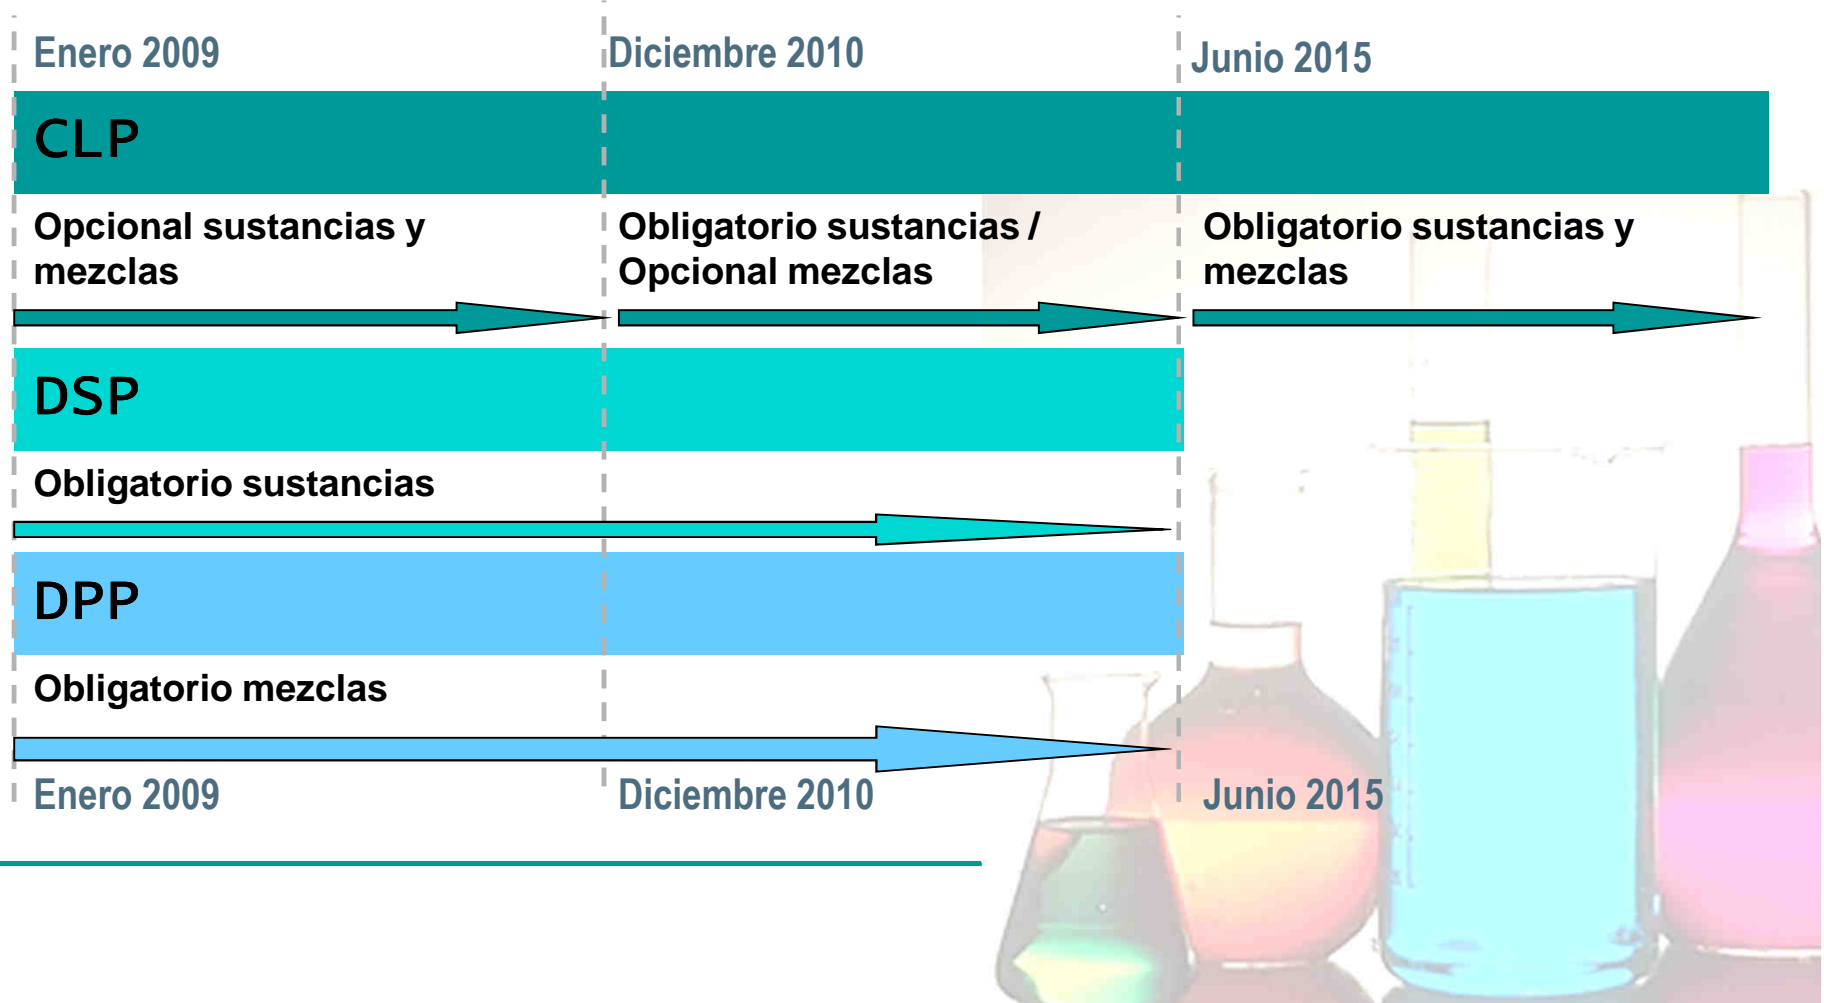 Enero 2009
Diciembre 2010
Junio 2015
CLP
Opcional sustancias y
mezclas
Obligatorio sustancias /
Opcional mezclas
Obligatorio sustancias y
mezclas
DSP
Obligatorio sustancias
DPP
Obligatorio mezclas
Enero 2009
Diciembre 2010
Junio 2015